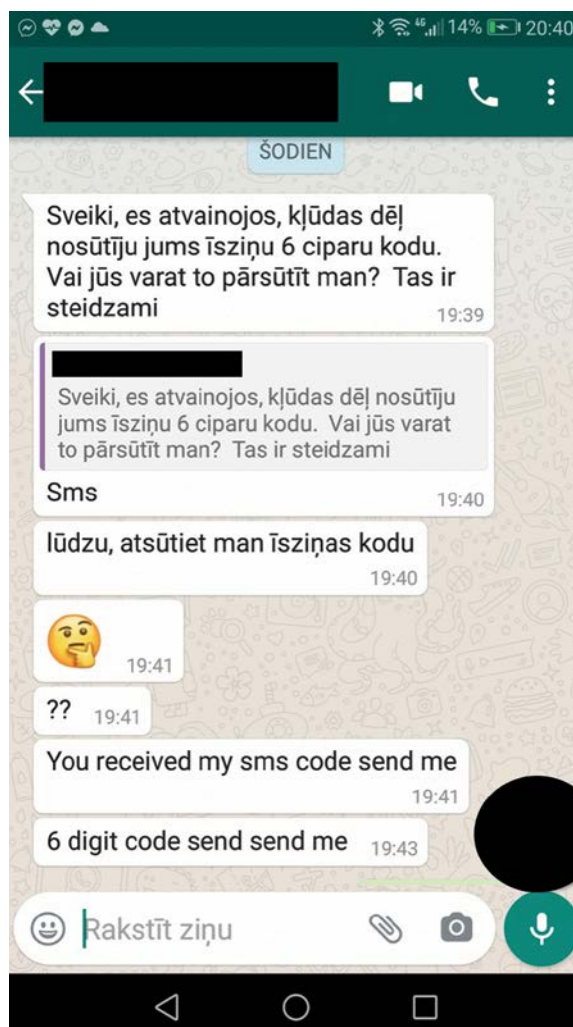 14% 20:40
ŠODIEN
Sveiki, es atvainojos, kļūdas dēļ
nosūtīju jums īsziņu 6 ciparu kodu.
Vai jūs varat to pārsūtīt man? Tas ir
steidzami
19:39
Sveiki, es atvainojos, kļūdas dēļ nosūtīju
jums īsziņu 6 ciparu kodu. Vai jūs varat
to pārsūtīt man? Tas ir steidzami
Sms
19:40
lūdzu, atsūtiet man īsziņas kodu
19:40
19:41
?? 19:41
You received my sms code send me
19:41
6 digit code send send me 19:43
Rakstīt ziņu